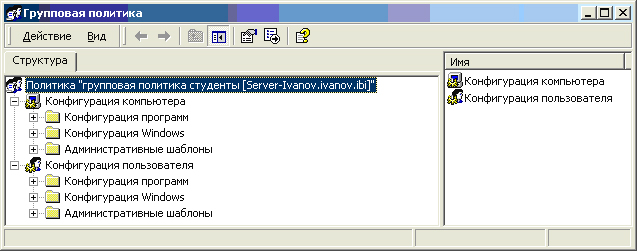 Групповая политика
Действие Вид
Структура
Политика "групповая политика студенты [Server-Ivanov.ivanov.ibj]"
Конфигурация компьютера
Конфигурация программ
Конфигурация Windows
Административные шаблоны
Конфигурация пользователя
Конфигурация программ
Конфигурация Windows
Административные шаблоны
Имя
Конфигурация компьютера
Конфигурация пользователя